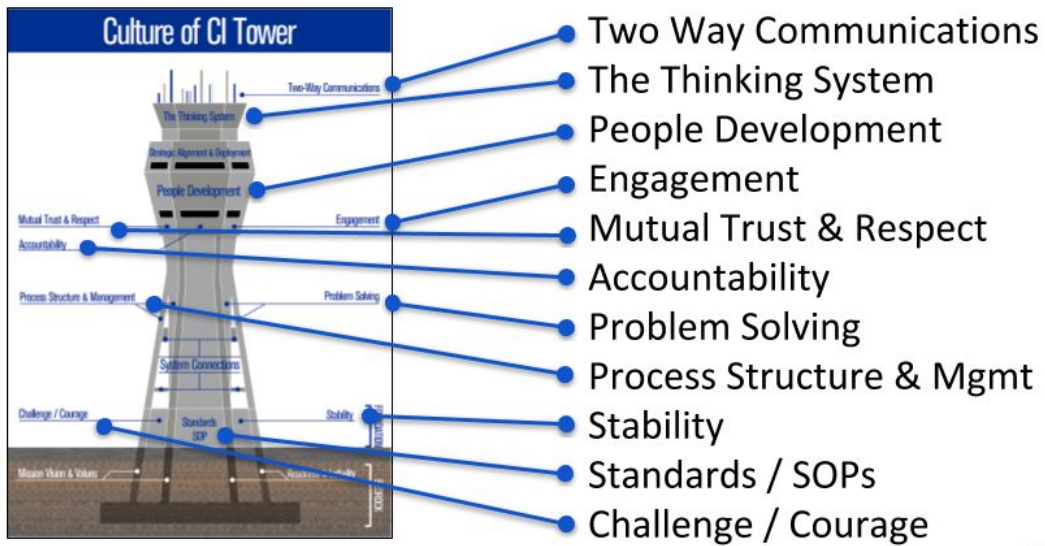 Culture of CI Tower
Two-Way Communications
The Thinking System
Strategic Alignment & Deployment
People Development
Mutual Trust & Respect
Engagement
Accountability
Process Structure & Management
Problem Solving
System Connections
Challenge / Courage
Stability
Standards
SOP
FOUNDATION
Mission Vision & Values
BEDROCK
Two Way Communications
The Thinking System
People Development
Engagement
Mutual Trust & Respect
Accountability
Problem Solving
Process Structure & Mgmt
Stability
Standards / SOPs
Challenge / Courage